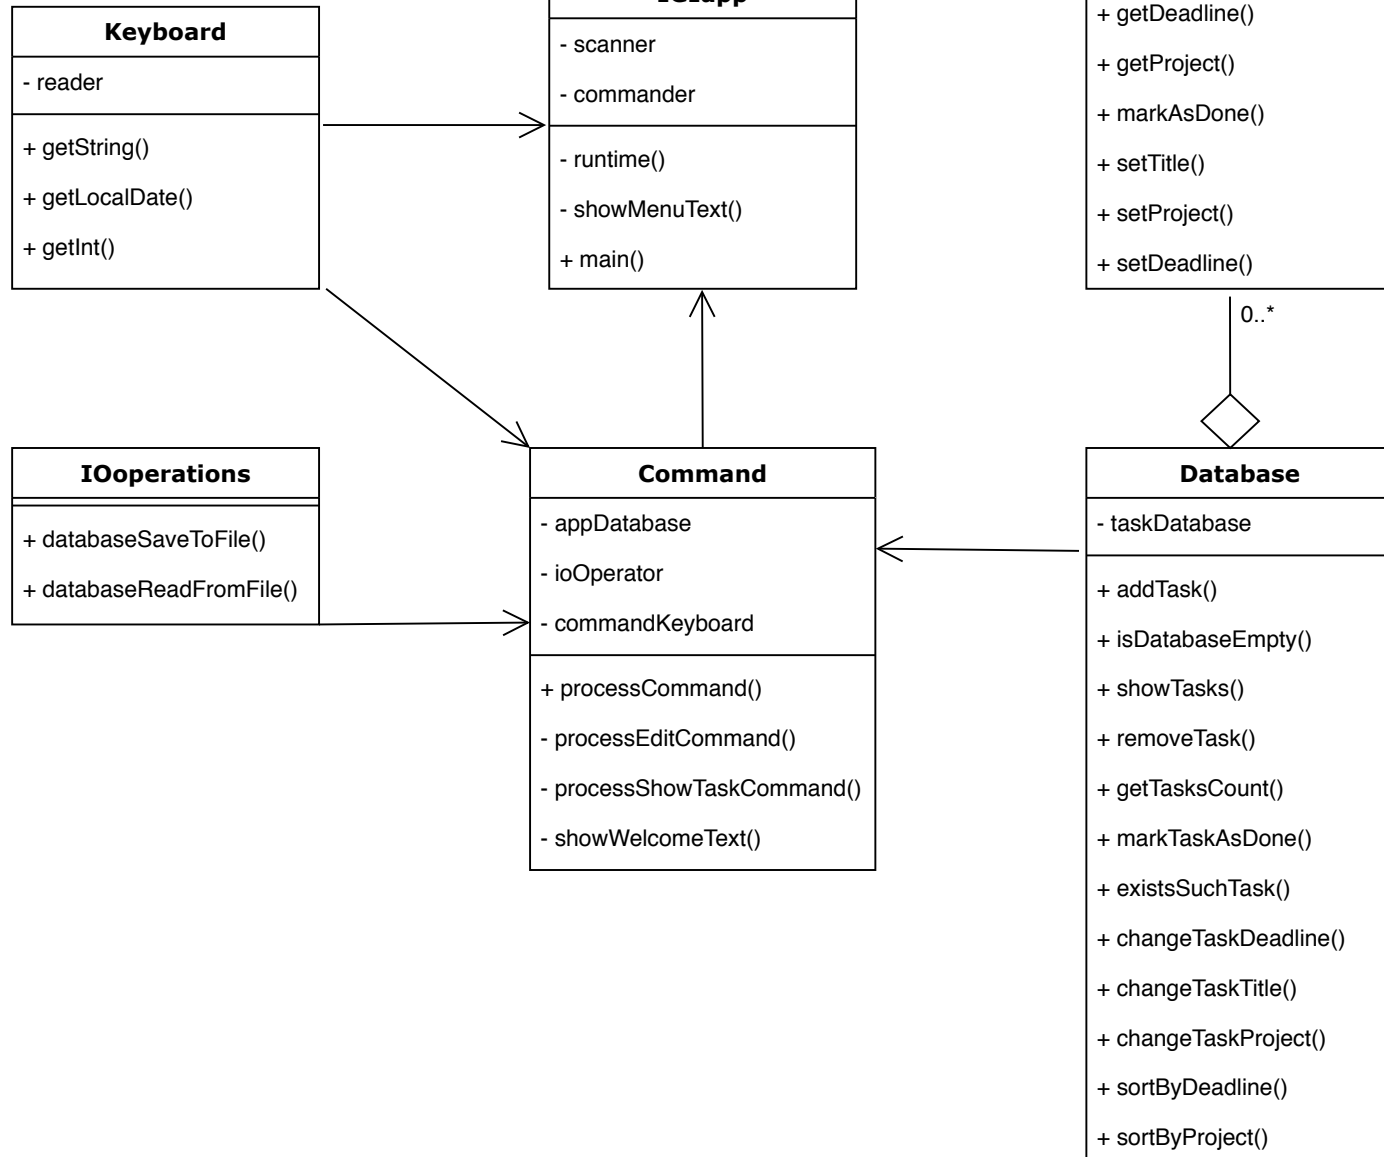 Keyboard
- reader
+ getString()
+ getLocalDate()
+ getInt()
- scanner
- commander
- runtime()
- showMenuText()
+ main()
+ getDeadline()
+ getProject()
+ markAsDone()
+ setTitle()
+ setProject()
+ setDeadline()
0..*
IOoperations
+ databaseSaveToFile()
+ databaseReadFromFile()
Command
- appDatabase
- ioOperator
- commandKeyboard
+ processCommand()
- processEditCommand()
- processShowTaskCommand()
- showWelcomeText()
Database
- taskDatabase
+ addTask()
+ isDatabaseEmpty()
+ showTasks()
+ removeTask()
+ getTasksCount()
+ markTaskAsDone()
+ existsSuchTask()
+ changeTaskDeadline()
+ changeTaskTitle()
+ changeTaskProject()
+ sortByDeadline()
+ sortByProject()